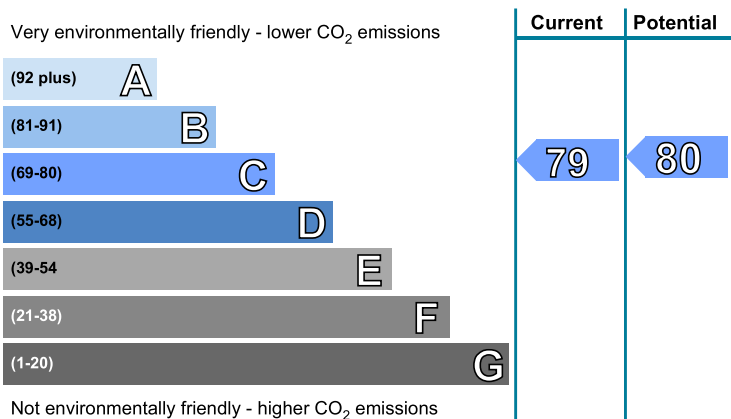 Very environmentally friendly - lower CO2 emissions
Current
Potential
(92 plus) A
(81-91) B
(69-80) C
(55-68) D
(39-54 E
(21-38) F
(1-20) G
79
80
Not environmentally friendly - higher CO2 emissions